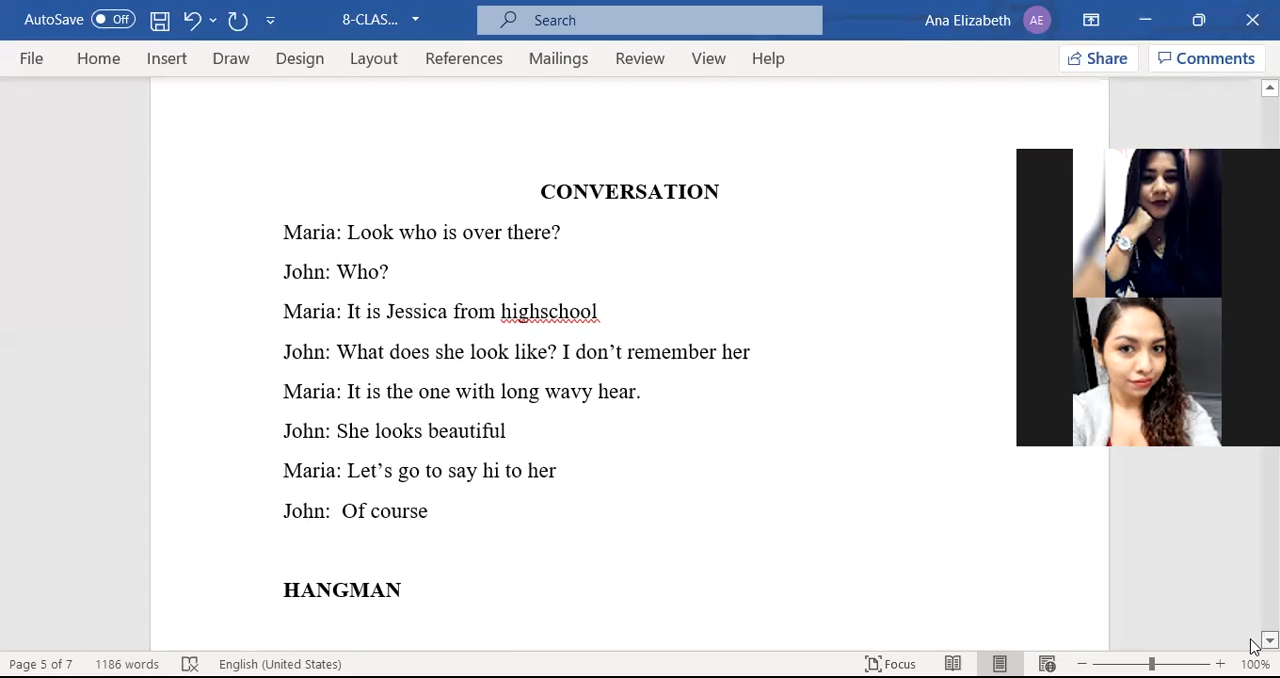 AutoSave Off 8-CLAS... Search Ana Elizabeth AE
File Home Insert Draw Design Layout References Mailings Review View Help Share Comments
CONVERSATION
Maria: Look who is over there?
John: Who?
Maria: It is Jessica from highschool
John: What does she look like? I don’t remember her
Maria: It is the one with long wavy hear.
John: She looks beautiful
Maria: Let’s go to say hi to her
John:  Of course
HANGMAN
Page 5 of 7 1186 words English (United States) Focus 100%